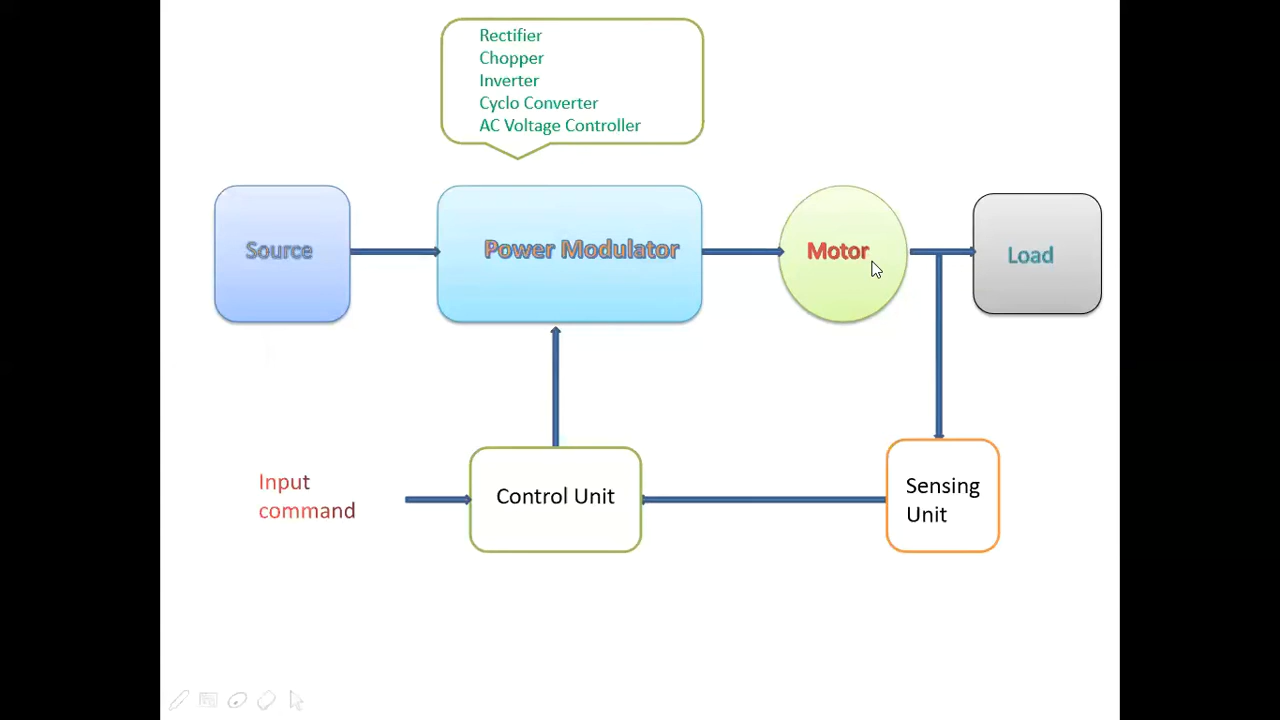 Rectifier
Chopper
Inverter
Cyclo Converter
AC Voltage Controller
Source
Power Modulator
Motor
Load
Input
command
Control Unit
Sensing
Unit